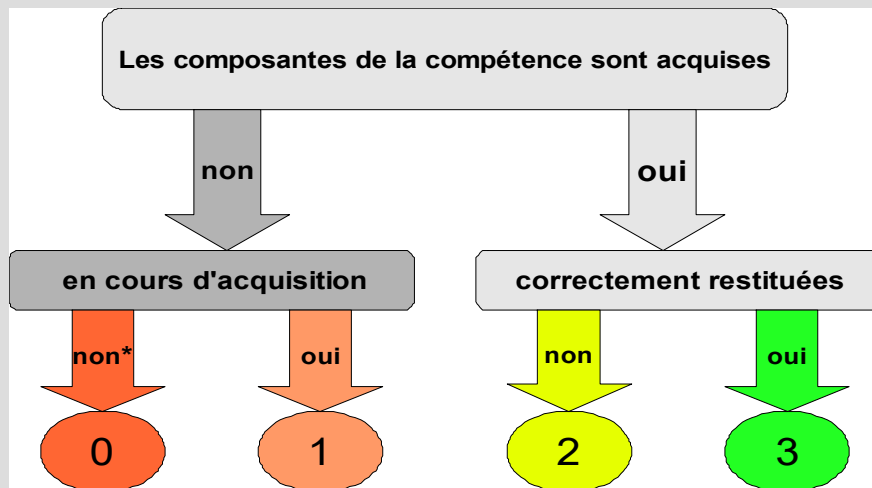 Les composantes de la compétence sont acquises
non
oui
en cours d'acquisition
correctement restituées
non*
oui
non
oui
0
1
2
3